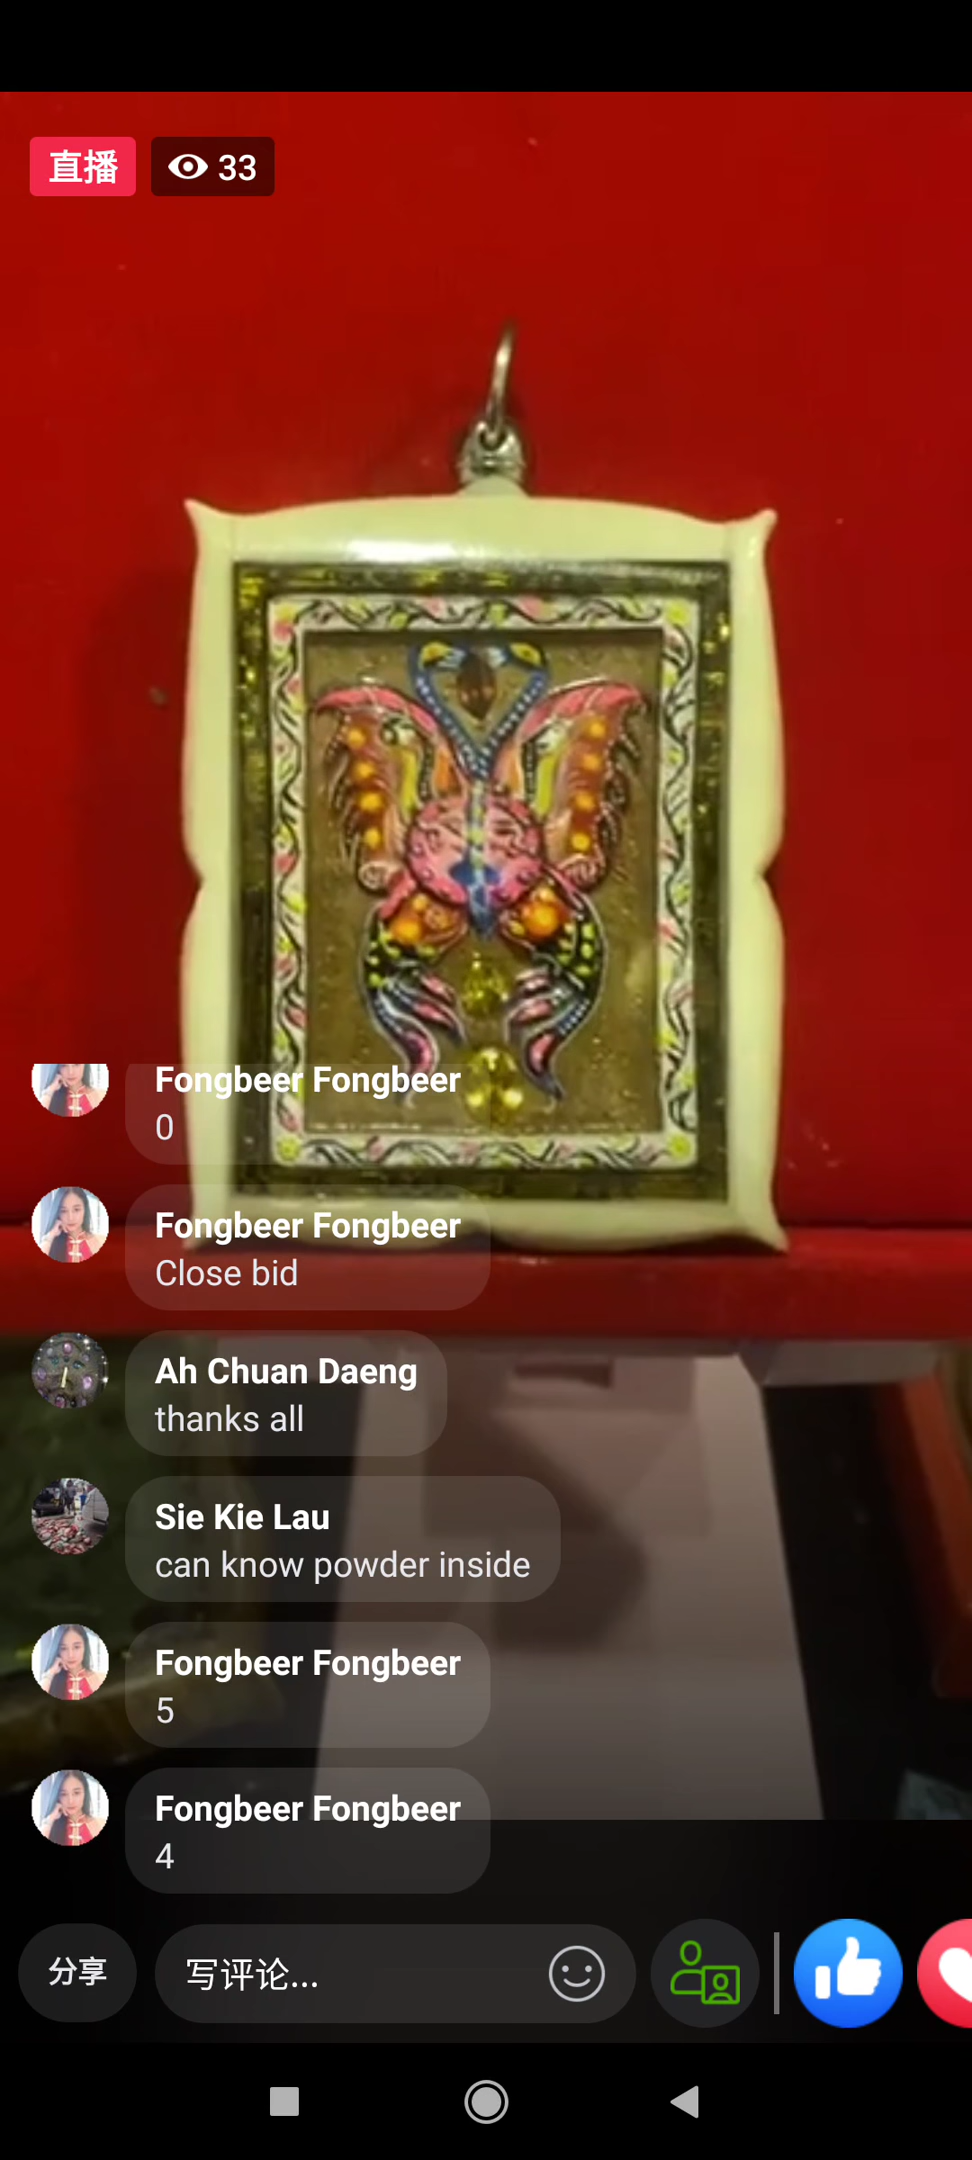 直播
33
Fongbeer Fongbeer
0
Fongbeer Fongbeer
Close bid
Ah Chuan Daeng
thanks all
Sie Kie Lau
can know powder inside
Fongbeer Fongbeer
5
Fongbeer Fongbeer
4
分享
写评论...